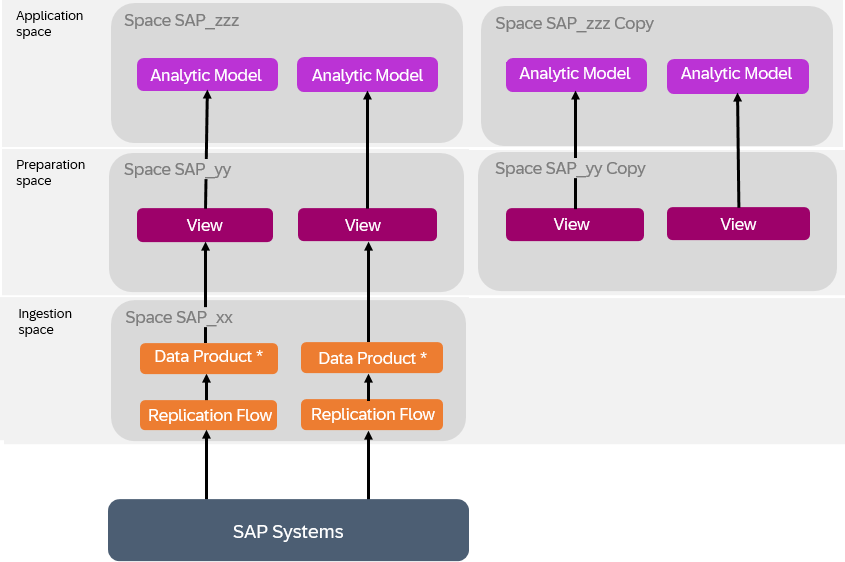 Application
space
Space SAP_zzz
Space SAP_zzz Copy
Analytic Model
Analytic Model
Analytic Model
Analytic Model
Preparation
space
Space SAP_yy
Space SAP_yy Copy
View
View
View
View
Ingestion
space
Space SAP_xx
Data Product *
Data Product *
Replication Flow
Replication Flow
SAP Systems